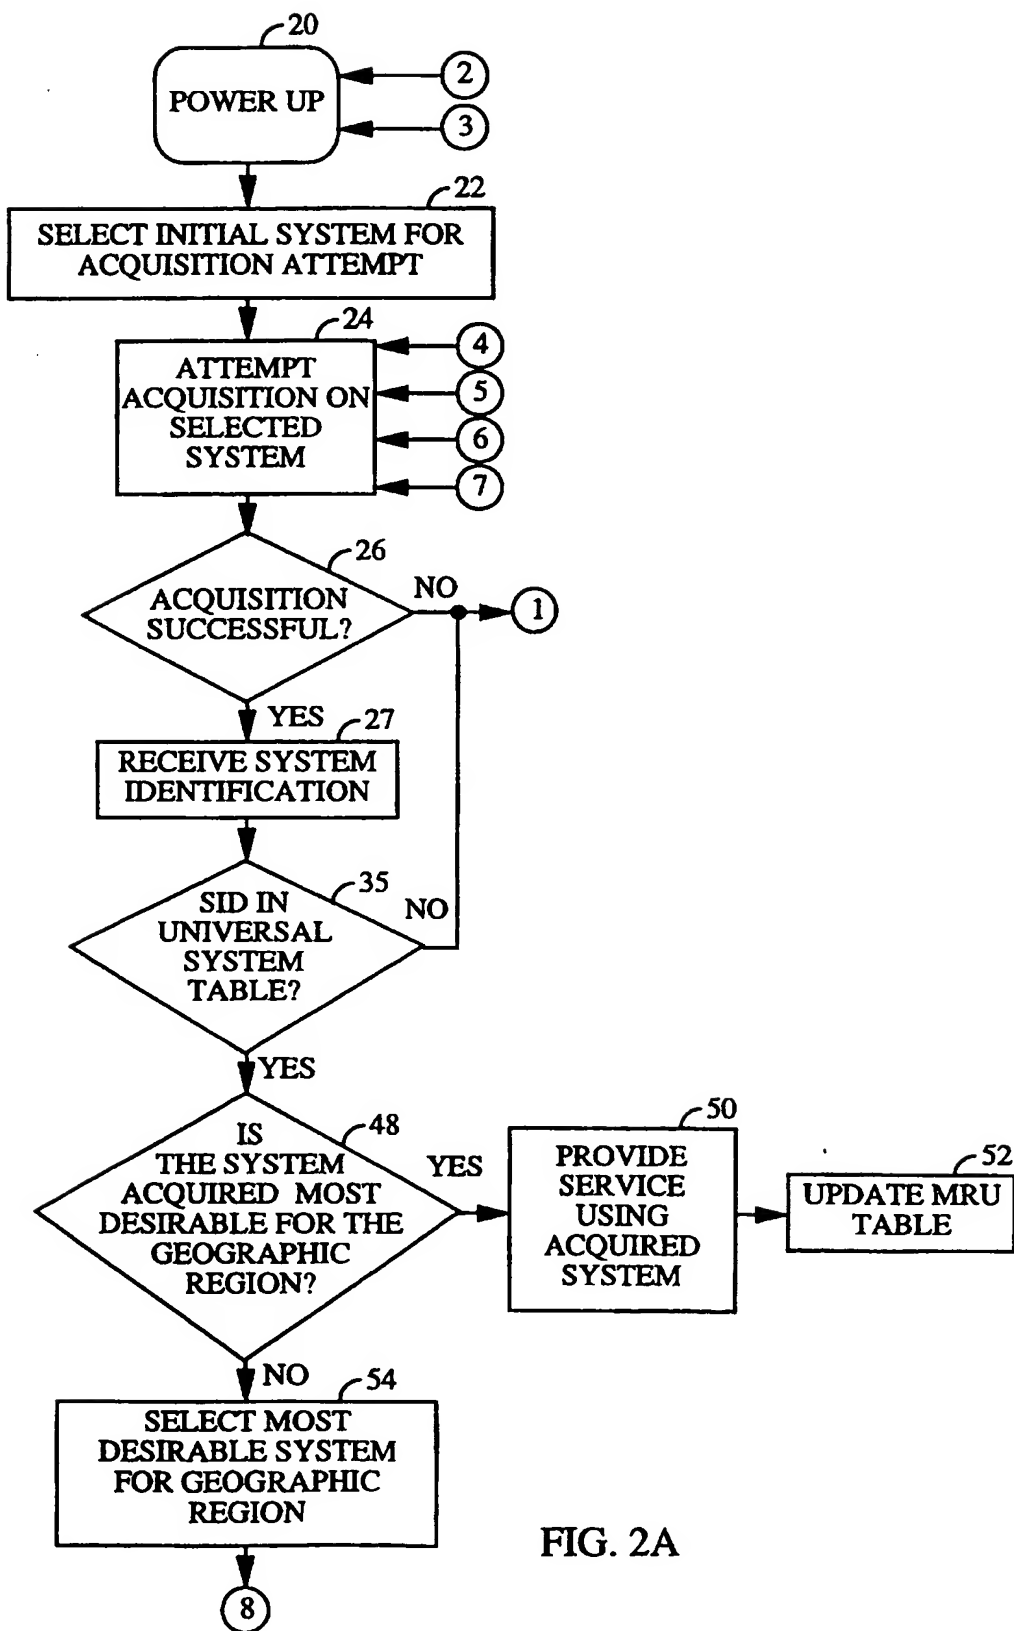 20
POWER UP
2
3
22
SELECT INITIAL SYSTEM FOR
ACQUISITION ATTEMPT
24
ATTEMPT
ACQUISITION ON
SELECTED
SYSTEM
4
5
6
7
26
ACQUISITION
SUCCESSFUL?
NO
1
YES
27
RECEIVE SYSTEM
IDENTIFICATION
35
SID IN
UNIVERSAL
SYSTEM
TABLE?
NO
YES
48
IS
THE SYSTEM
ACQUIRED MOST
DESIRABLE FOR THE
GEOGRAPHIC
REGION?
YES
50
PROVIDE
SERVICE
USING
ACQUIRED
SYSTEM
52
UPDATE MRU
TABLE
NO
54
SELECT MOST
DESIRABLE SYSTEM
FOR GEOGRAPHIC
REGION
8
FIG. 2A